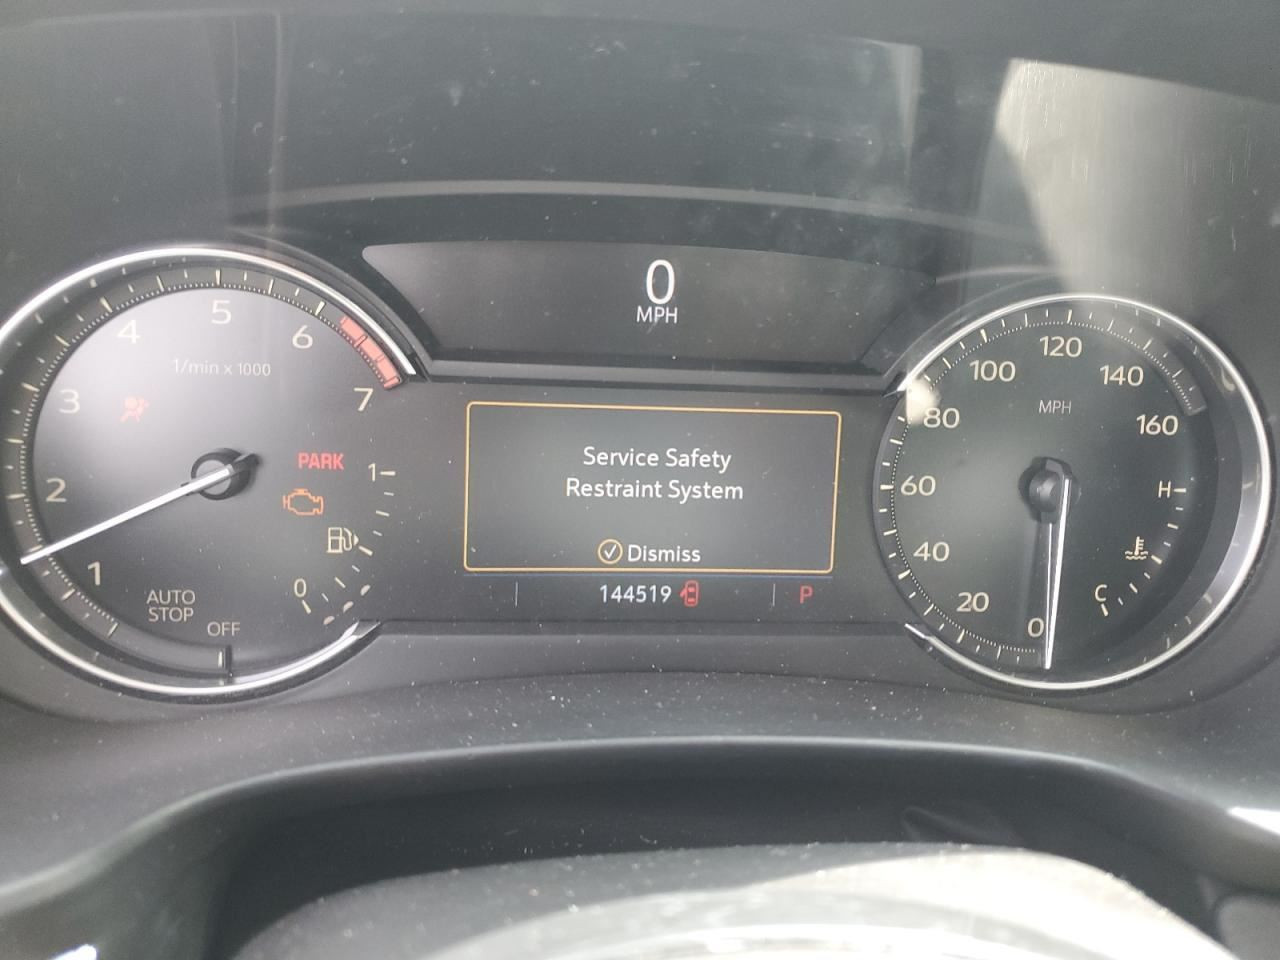 0
MPH
1
2
3
4
5
6
7
1/min x 1000
PARK
1
0
AUTO
STOP
OFF
Service Safety
Restraint System
Dismiss
144519
P
0
20
40
60
80
100
120
140
160
MPH
H
C